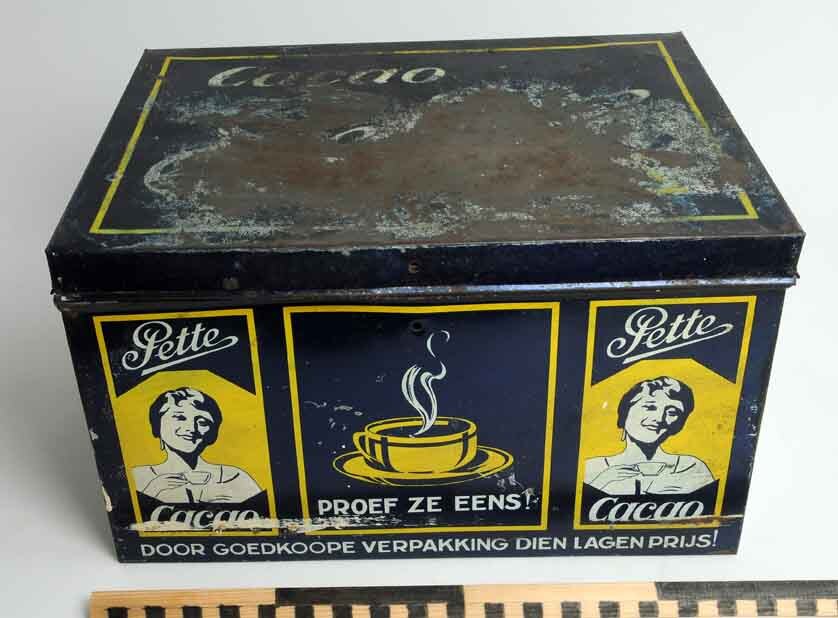 Cacao
Pette
Cacao
PROEF ZE EENS!
Pette
Cacao
DOOR GOEDKOOPE VERPAKKING DIEN LAGEN PRIJS!